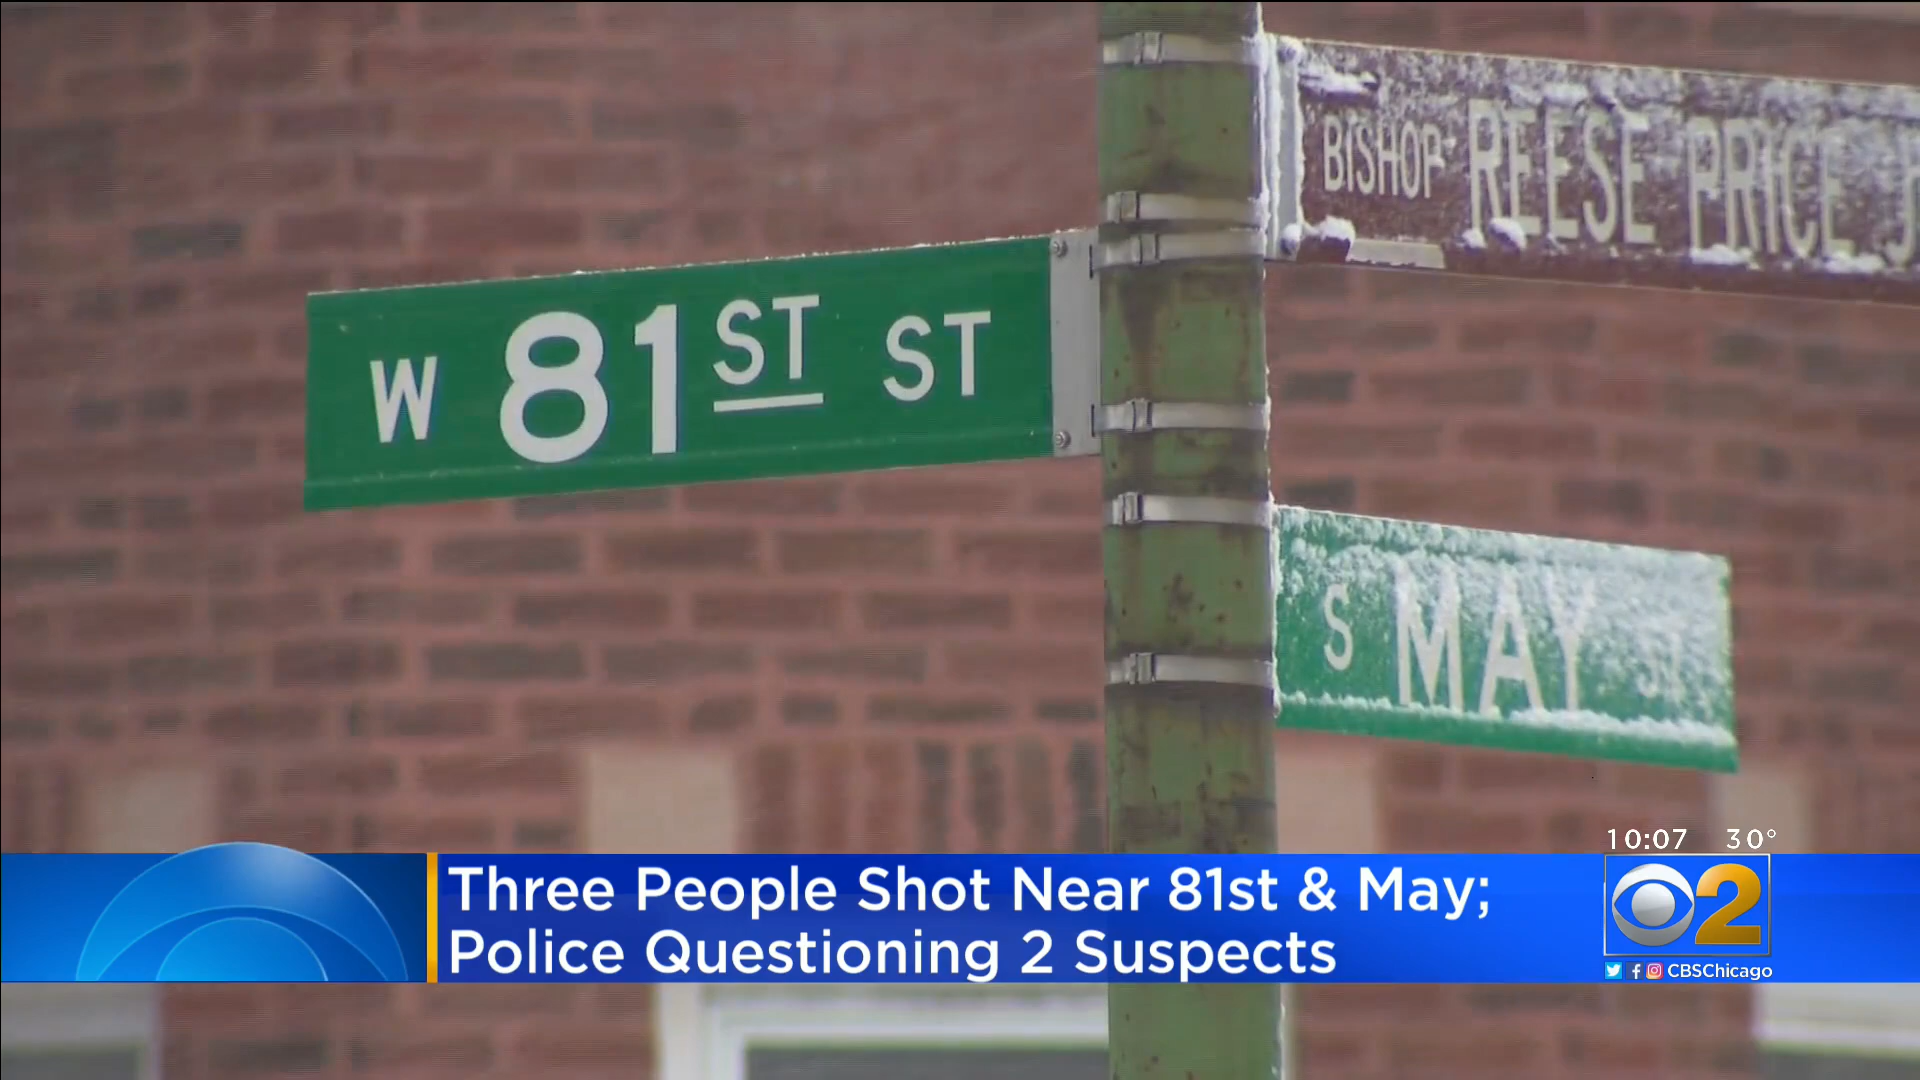 BISHOP REESE PRICE
W 81ST ST
S MAY ST
10:07 30°
Three People Shot Near 81st & May;
Police Questioning 2 Suspects
2
CBSChicago